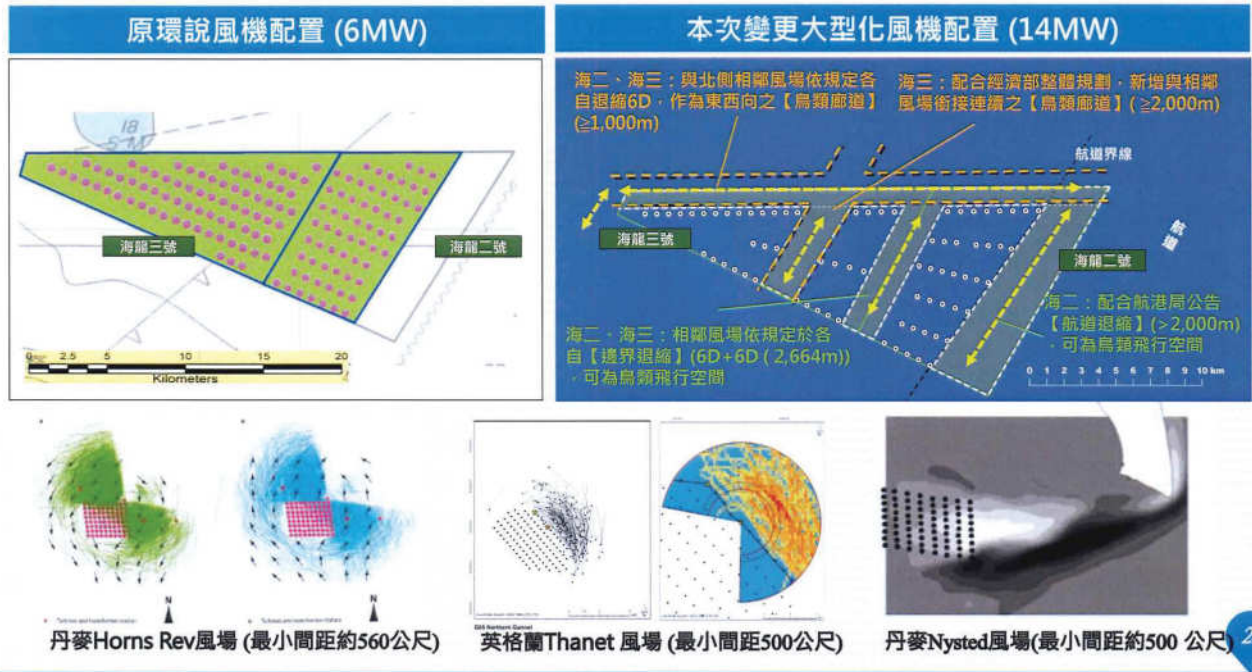 原環說風機配置 (6MW)
18
S-M
海龍三號
海龍二號
0 2.5 5 10 15 20
Kilometers
本次變更大型化風機配置 (14MW)
海二、海三：與北側相鄰風場依規定各
自退縮6D，作為東西向之【鳥類廊道】
(≧1,000m)
海三：配合經濟部整體規劃，新增與相鄰
風場銜接連續之【鳥類廊道】(≧2,000m)
航道界線
航道
海龍三號
海龍二號
海二、海三：相鄰風場依規定於各
自【邊界退縮】(6D+6D (2,664m))
，可為鳥類飛行空間
海二：配合航港局公告
【航道退縮】(>2,000m)
，可為鳥類飛行空間
0 1 2 3 4 5 6 7 8 9 10 km
N
N
丹麥Horns Rev風場 (最小間距約560公尺)
英格蘭Thanet 風場 (最小間距500公尺)
丹麥Nysted風場(最小間距約500 公尺)
2